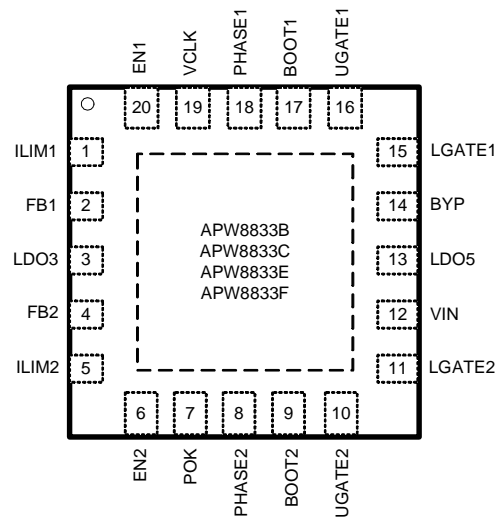 EN1
VCLK
PHASE1
BOOT1
UGATE1
20
19
18
17
16
ILIM1 1
FB1 2
LDO3 3
FB2 4
ILIM2 5
APW8833B
APW8833C
APW8833E
APW8833F
15 LGATE1
14 BYP
13 LDO5
12 VIN
11 LGATE2
6
7
8
9
10
EN2
POK
PHASE2
BOOT2
UGATE2